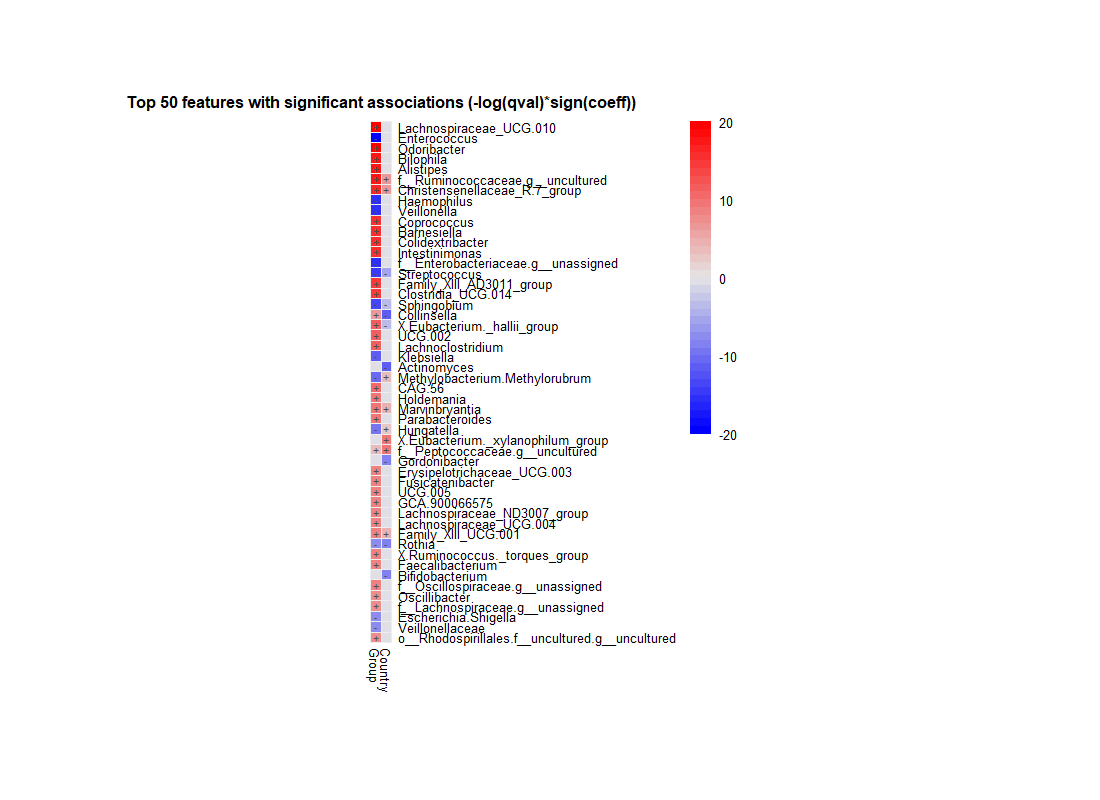 Top 50 features with significant associations (-log(qval)*sign(coeff))
Lachnospiraceae_UCG.010
Enterococcus
Odoribacter
Bilophila
Alistipes
f__Ruminococcaceae.g__uncultured
Christensenellaceae_R.7_group
Haemophilus
Veillonella
Coprococcus
Barnesiella
Colidextribacter
Intestinimonas
f__Enterobacteriaceae.g__unassigned
Streptococcus
Family_XIII_AD3011_group
Clostridia_UCG.014
Sphingobium
Collinsella
X.Eubacterium._hallii_group
UCG.002
Lachnoclostridium
Klebsiella
Actinomyces
Methylobacterium.Methylorubrum
CAG.56
Holdemania
Marvinbryantia
Parabacteroides
Hungatella
X.Eubacterium._xylanophilum_group
f__Peptococcaceae.g__uncultured
Gordonibacter
Erysipelotrichaceae_UCG.003
Fusicatenibacter
UCG.005
GCA.900066575
Lachnospiraceae_ND3007_group
Lachnospiraceae_UCG.004
Family_XIII_UCG.001
Rothia
X.Ruminococcus._torques_group
Faecalibacterium
Bifidobacterium
f__Oscillospiraceae.g__unassigned
Oscillibacter
f__Lachnospiraceae.g__unassigned
Escherichia.Shigella
Veillonellaceae
o__Rhodospirillales.f__uncultured.g__uncultured
Group
Country
20
10
0
-10
-20